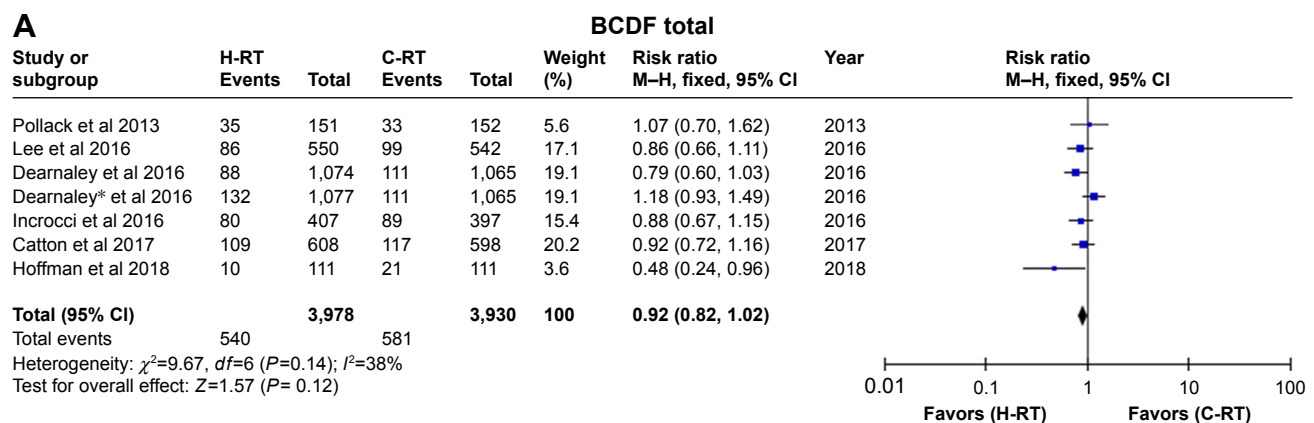 A
BCDF total
Study or subgroup H-RT Events Total C-RT Events Total Weight (%) Risk ratio M–H, fixed, 95% CI Year Risk ratio M–H, fixed, 95% CI
Pollack et al 2013 35 151 33 152 5.6 1.07 (0.70, 1.62) 2013
Lee et al 2016 86 550 99 542 17.1 0.86 (0.66, 1.11) 2016
Dearnaley et al 2016 88 1,074 111 1,065 19.1 0.79 (0.60, 1.03) 2016
Dearnaley* et al 2016 132 1,077 111 1,065 19.1 1.18 (0.93, 1.49) 2016
Incrocci et al 2016 80 407 89 397 15.4 0.88 (0.67, 1.15) 2016
Catton et al 2017 109 608 117 598 20.2 0.92 (0.72, 1.16) 2017
Hoffman et al 2018 10 111 21 111 3.6 0.48 (0.24, 0.96) 2018
Total (95% CI) 3,978 3,930 100 0.92 (0.82, 1.02)
Total events 540 581
Heterogeneity: χ²=9.67, df=6 (P=0.14); I²=38%
Test for overall effect: Z=1.57 (P= 0.12)
0.01 0.1 1 10 100
Favors (H-RT) Favors (C-RT)